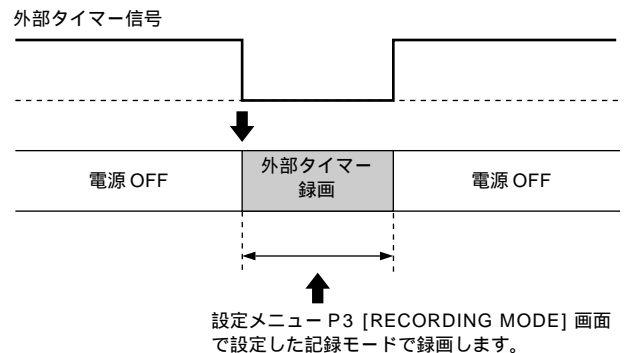 外部タイマー信号
電源 OFF
外部タイマー
録画
電源 OFF
設定メニュー P3 [RECORDING MODE] 画面
で設定した記録モードで録画します。